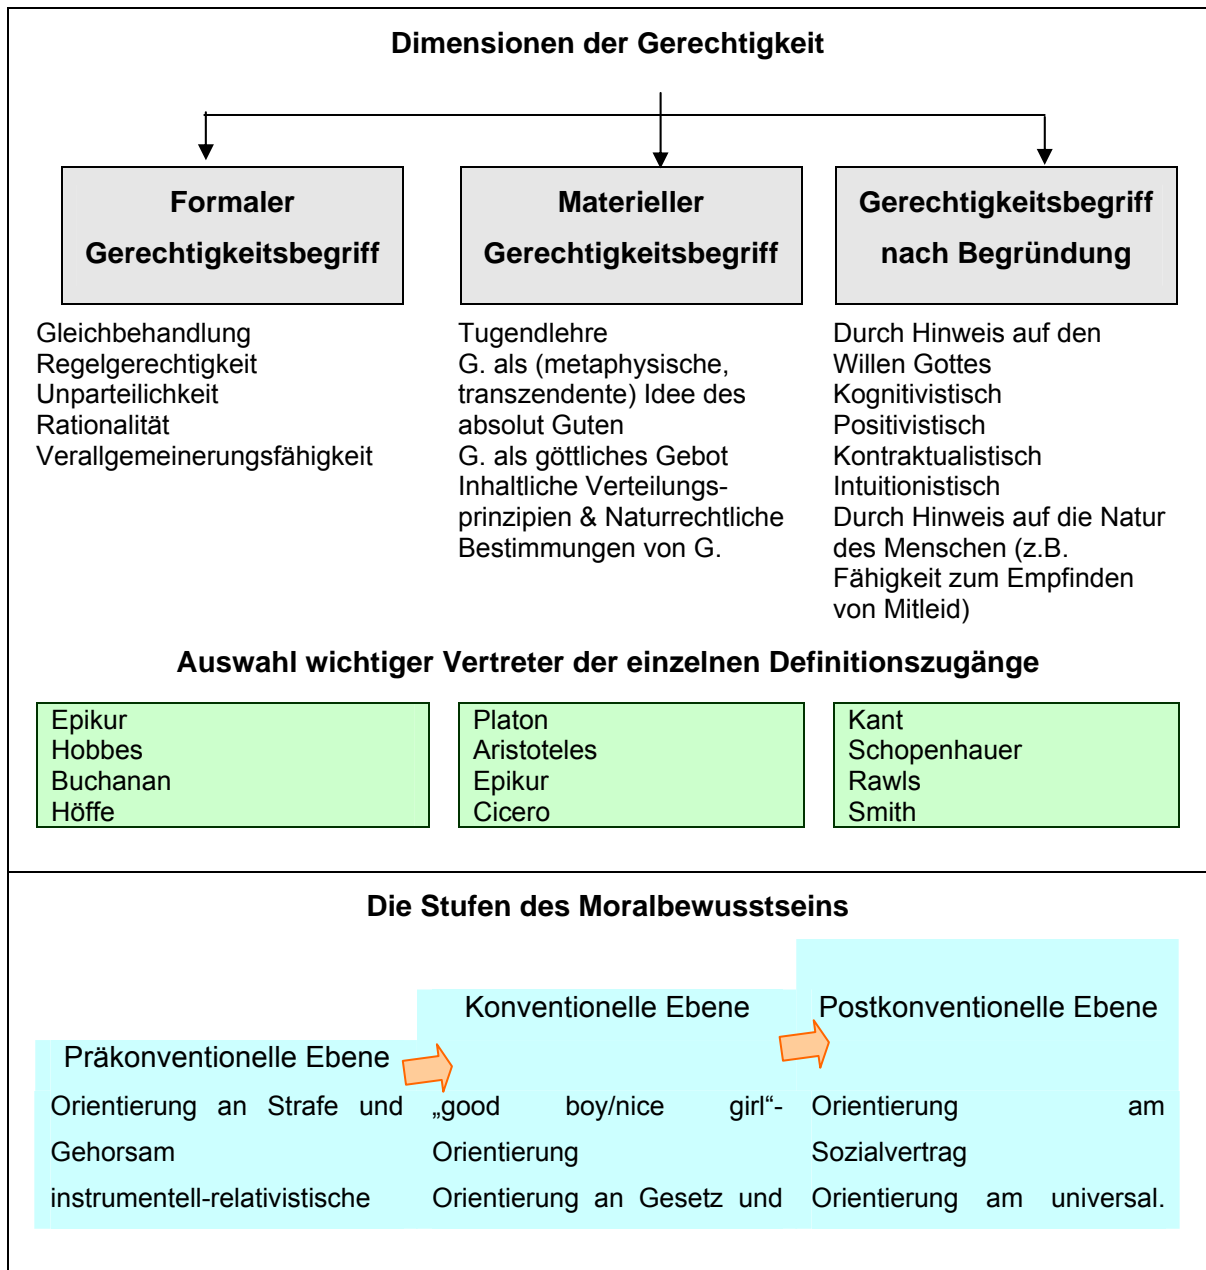 Dimensionen der Gerechtigkeit
Formaler
Gerechtigkeitsbegriff
Materieller
Gerechtigkeitsbegriff
Gerechtigkeitsbegriff
nach Begründung
Gleichbehandlung
Regelgerechtigkeit
Unparteilichkeit
Rationalität
Verallgemeinerungsfähigkeit
Tugendlehre
G. als (metaphysische,
transzendente) Idee des
absolut Guten
G. als göttliches Gebot
Inhaltliche Verteilungs-
prinzipien & Naturrechtliche
Bestimmungen von G.
Durch Hinweis auf den
Willen Gottes
Kognitivistisch
Positivistisch
Kontraktualistisch
Intuitionistisch
Durch Hinweis auf die Natur
des Menschen (z.B.
Fähigkeit zum Empfinden
von Mitleid)
Auswahl wichtiger Vertreter der einzelnen Definitionszugänge
Epikur
Hobbes
Buchanan
Höffe
Platon
Aristoteles
Epikur
Cicero
Kant
Schopenhauer
Rawls
Smith
Die Stufen des Moralbewusstseins
Präkonventionelle Ebene
Orientierung an Strafe und
Gehorsam
instrumentell-relativistische
Konventionelle Ebene
„good boy/nice girl“-
Orientierung
Orientierung an Gesetz und
Postkonventionelle Ebene
Orientierung am
Sozialvertrag
Orientierung am universal.